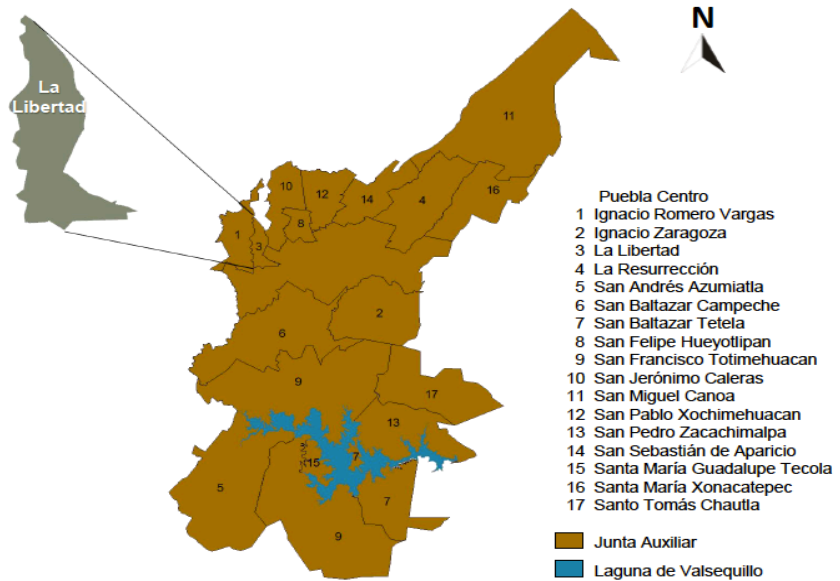 La
Libertad
N
11
10
12
14
4
16
8
1
3
2
6
9
17
13
15
7
5
7
9
Puebla Centro
1 Ignacio Romero Vargas
2 Ignacio Zaragoza
3 La Libertad
4 La Resurrección
5 San Andrés Azumiatla
6 San Baltazar Campeche
7 San Baltazar Tetela
8 San Felipe Hueyotlipan
9 San Francisco Totimehuacan
10 San Jerónimo Caleras
11 San Miguel Canoa
12 San Pablo Xochimehuacan
13 San Pedro Zacachimalpa
14 San Sebastián de Aparicio
15 Santa María Guadalupe Tecola
16 Santa María Xonacatepec
17 Santo Tomás Chautla
Junta Auxiliar
Laguna de Valsequillo